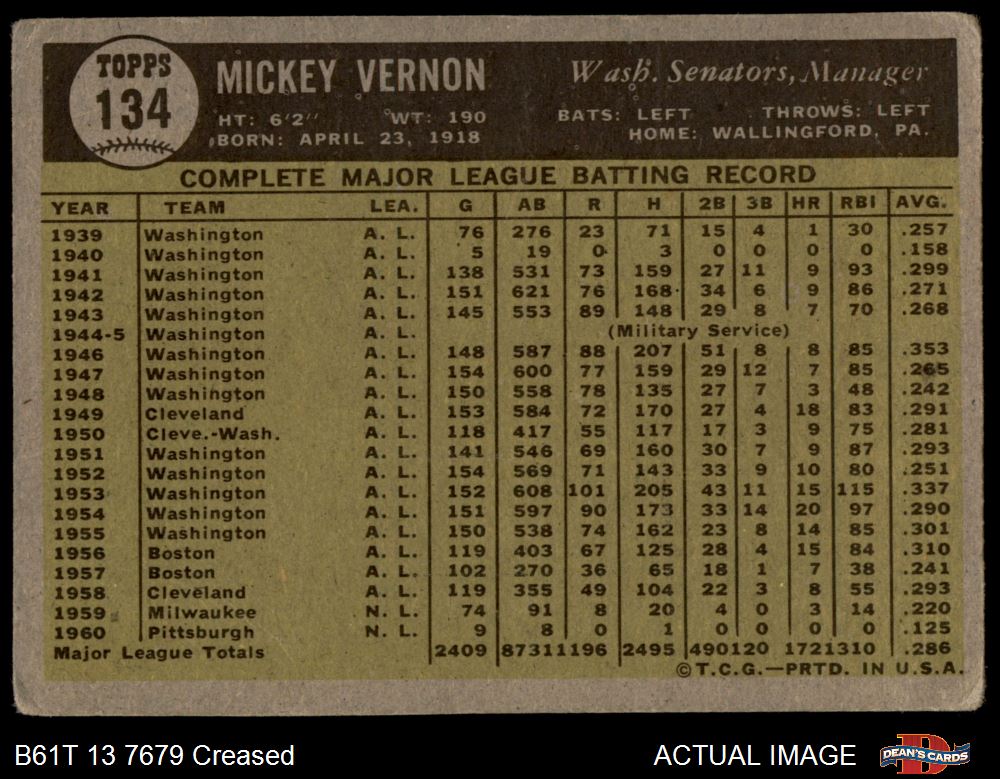 TOPPS
134
MICKEY VERNON
Wash. Senators, Manager
HT: 6'2" WT: 190 BATS: LEFT THROWS: LEFT
BORN: APRIL 23, 1918 HOME: WALLINGFORD, PA.
COMPLETE MAJOR LEAGUE BATTING RECORD
YEAR TEAM LEA. G AB R H 2B 3B HR RBI AVG.
1939 Washington A. L. 76 276 23 71 15 4 1 30 .257
1940 Washington A. L. 5 19 0 3 0 0 0 0 .158
1941 Washington A. L. 138 531 73 159 27 11 9 93 .299
1942 Washington A. L. 151 621 76 168 34 6 9 86 .271
1943 Washington A. L. 145 553 89 148 29 8 7 70 .268
1944-5 Washington A. L. (Military Service)
1946 Washington A. L. 148 587 88 207 51 8 8 85 .353
1947 Washington A. L. 154 600 77 159 29 12 7 85 .265
1948 Washington A. L. 150 558 78 135 27 7 3 48 .242
1949 Cleveland A. L. 153 584 72 170 27 4 18 83 .291
1950 Cleve.-Wash. A. L. 118 417 55 117 17 3 9 75 .281
1951 Washington A. L. 141 546 69 160 30 7 9 87 .293
1952 Washington A. L. 154 569 71 143 33 9 10 80 .251
1953 Washington A. L. 152 608 101 205 43 11 15 115 .337
1954 Washington A. L. 151 597 90 173 33 14 20 97 .290
1955 Washington A. L. 150 538 74 162 23 8 14 85 .301
1956 Boston A. L. 119 403 67 125 28 4 15 84 .310
1957 Boston A. L. 102 270 36 65 18 1 7 38 .241
1958 Cleveland A. L. 119 355 49 104 22 3 8 55 .293
1959 Milwaukee N. L. 74 91 8 20 4 0 3 14 .220
1960 Pittsburgh N. L. 9 8 0 1 0 0 0 0 .125
Major League Totals 2409 8731 1196 2495 490 120 172 1310 .286
©T.C.G.—PRTD. IN U.S.A.
B61T 13 7679 Creased
ACTUAL IMAGE
DEAN'S CARDS